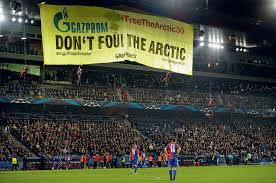 GAZPROM
#FreeTheArctic30
DON'T FOUL THE ARCTIC